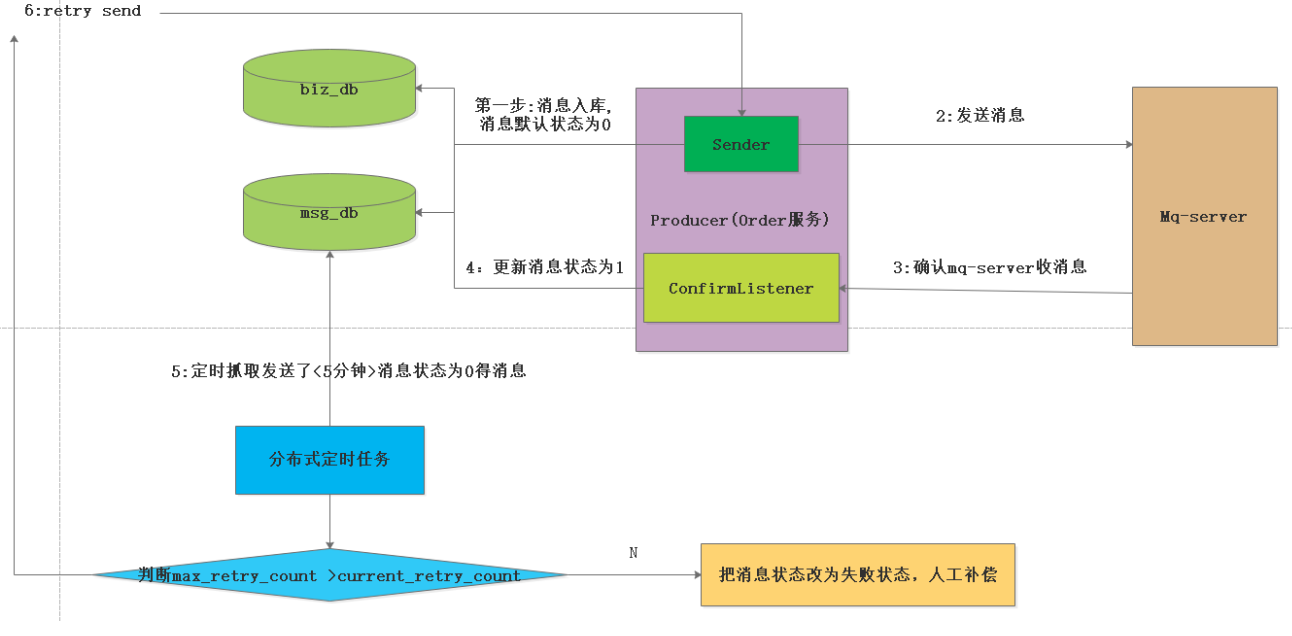 6:retry send
biz_db
第一步:消息入库,
消息默认状态为0
2:发送消息
Sender
msg_db
Producer(Order服务)
Mq-server
4: 更新消息状态为1
ConfirmListener
3:确认mq-server收消息
5:定时抓取发送了<5分钟>消息状态为0得消息
分布式定时任务
判断max_retry_count >current_retry_count
N
把消息状态改为失败状态，人工补偿